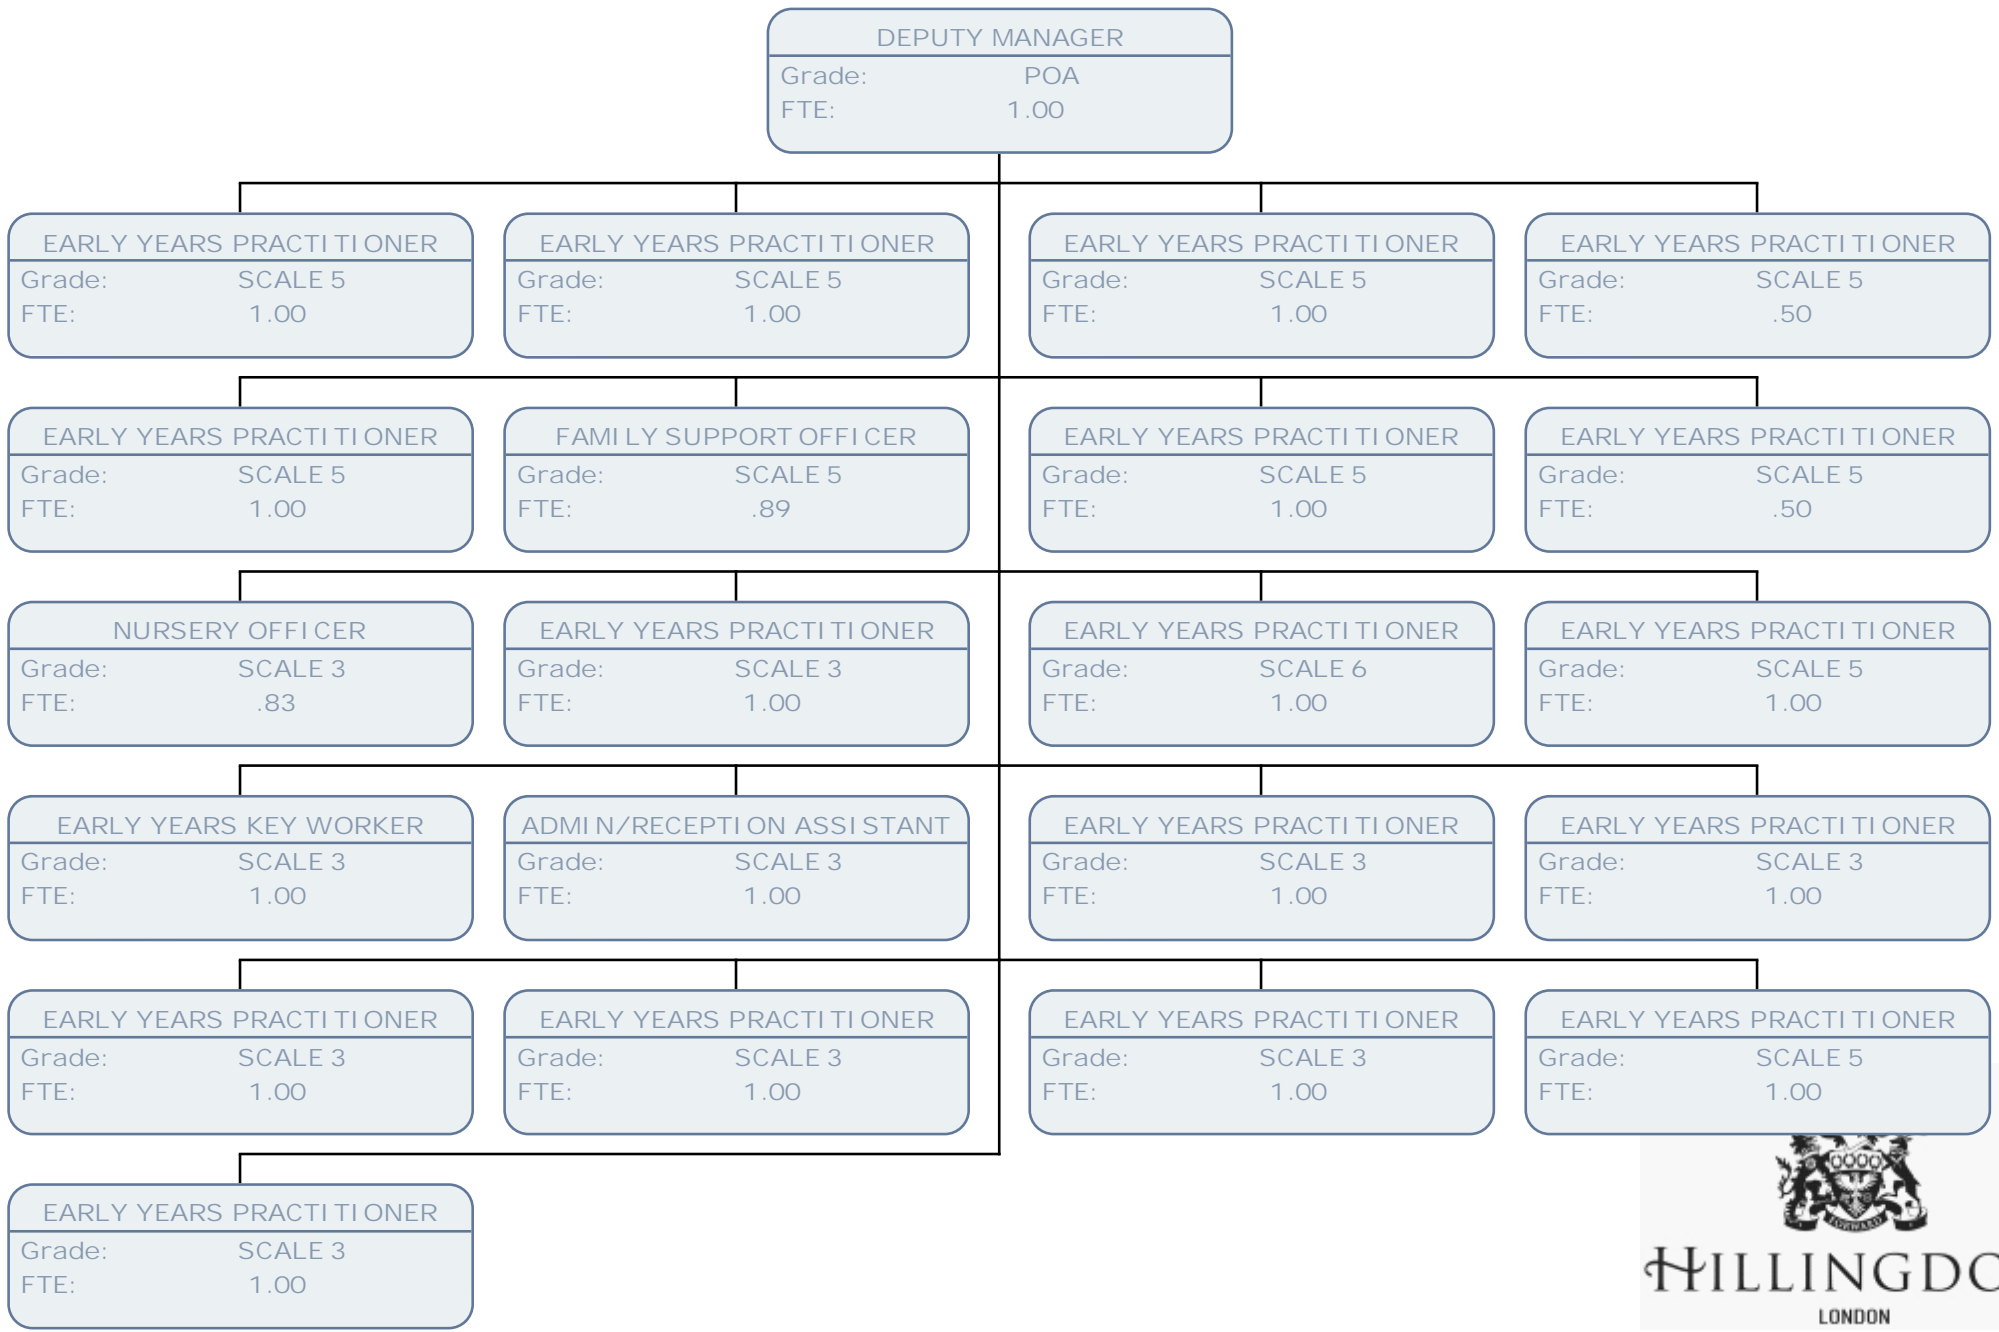 DEPUTY MANAGER
Grade: POA
FTE: 1.00
EARLY YEARS PRACTITIONER
Grade: SCALE 5
FTE: 1.00
EARLY YEARS PRACTITIONER
Grade: SCALE 5
FTE: 1.00
EARLY YEARS PRACTITIONER
Grade: SCALE 5
FTE: 1.00
EARLY YEARS PRACTITIONER
Grade: SCALE 5
FTE: .50
EARLY YEARS PRACTITIONER
Grade: SCALE 5
FTE: 1.00
FAMILY SUPPORT OFFICER
Grade: SCALE 5
FTE: .89
EARLY YEARS PRACTITIONER
Grade: SCALE 5
FTE: 1.00
EARLY YEARS PRACTITIONER
Grade: SCALE 5
FTE: .50
NURSERY OFFICER
Grade: SCALE 3
FTE: .83
EARLY YEARS PRACTITIONER
Grade: SCALE 3
FTE: 1.00
EARLY YEARS PRACTITIONER
Grade: SCALE 6
FTE: 1.00
EARLY YEARS PRACTITIONER
Grade: SCALE 5
FTE: 1.00
EARLY YEARS KEY WORKER
Grade: SCALE 3
FTE: 1.00
ADMIN/RECEPTION ASSISTANT
Grade: SCALE 3
FTE: 1.00
EARLY YEARS PRACTITIONER
Grade: SCALE 3
FTE: 1.00
EARLY YEARS PRACTITIONER
Grade: SCALE 3
FTE: 1.00
EARLY YEARS PRACTITIONER
Grade: SCALE 3
FTE: 1.00
EARLY YEARS PRACTITIONER
Grade: SCALE 3
FTE: 1.00
EARLY YEARS PRACTITIONER
Grade: SCALE 3
FTE: 1.00
EARLY YEARS PRACTITIONER
Grade: SCALE 5
FTE: 1.00
EARLY YEARS PRACTITIONER
Grade: SCALE 3
FTE: 1.00
FORWARD
HILLINGDO
LONDON